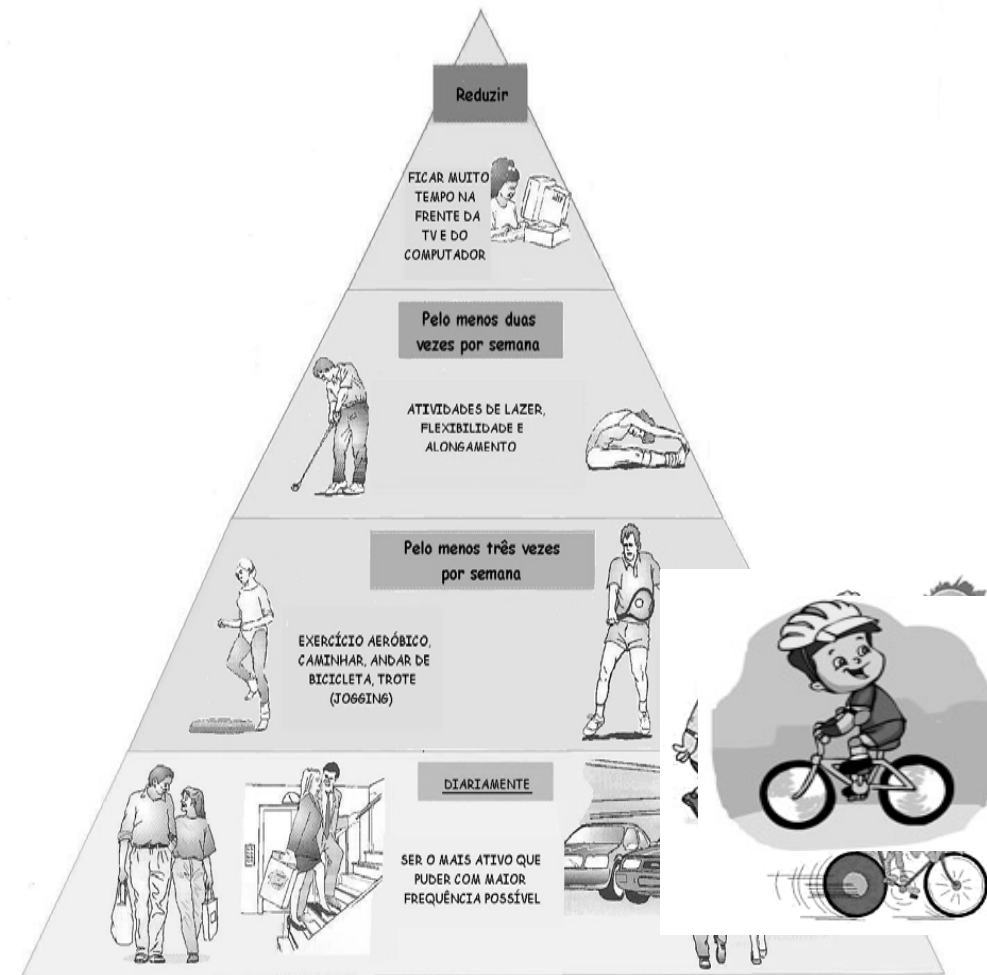 Reduzir
FICAR MUITO
TEMPO NA
FRENTE DA
TV E DO
COMPUTADOR
Pelo menos duas
vezes por semana
ATIVIDADES DE LAZER,
FLEXIBILIDADE E
ALONGAMENTO
Pelo menos três vezes
por semana
EXERCÍCIO AERÓBICO,
CAMINHAR, ANDAR DE
BICICLETA, TROTE
(JOGGING)
DIARIAMENTE
SER O MAIS ATIVO QUE
PUDER COM MAIOR
FREQUÊNCIA POSSÍVEL